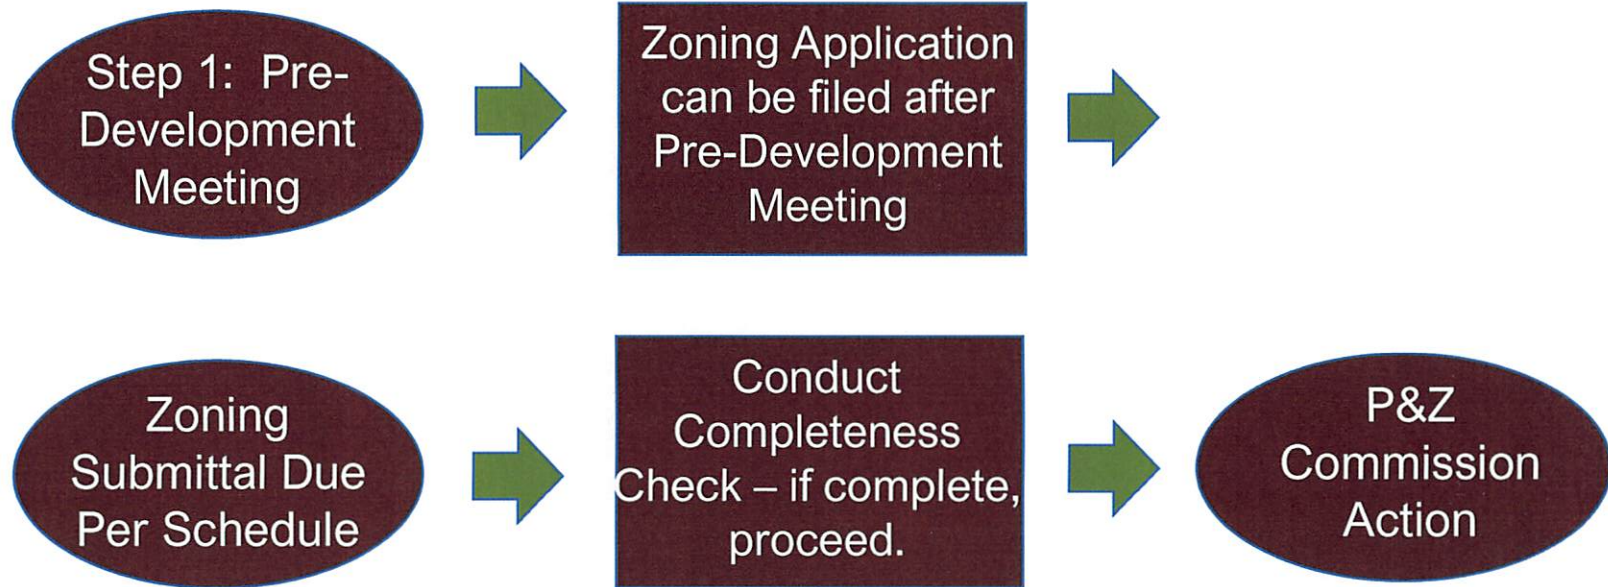 Step 1: Pre-
Development
Meeting
Zoning Application
can be filed after
Pre-Development
Meeting
Zoning
Submittal Due
Per Schedule
Conduct
Completeness
Check – if complete,
proceed.
P&Z
Commission
Action